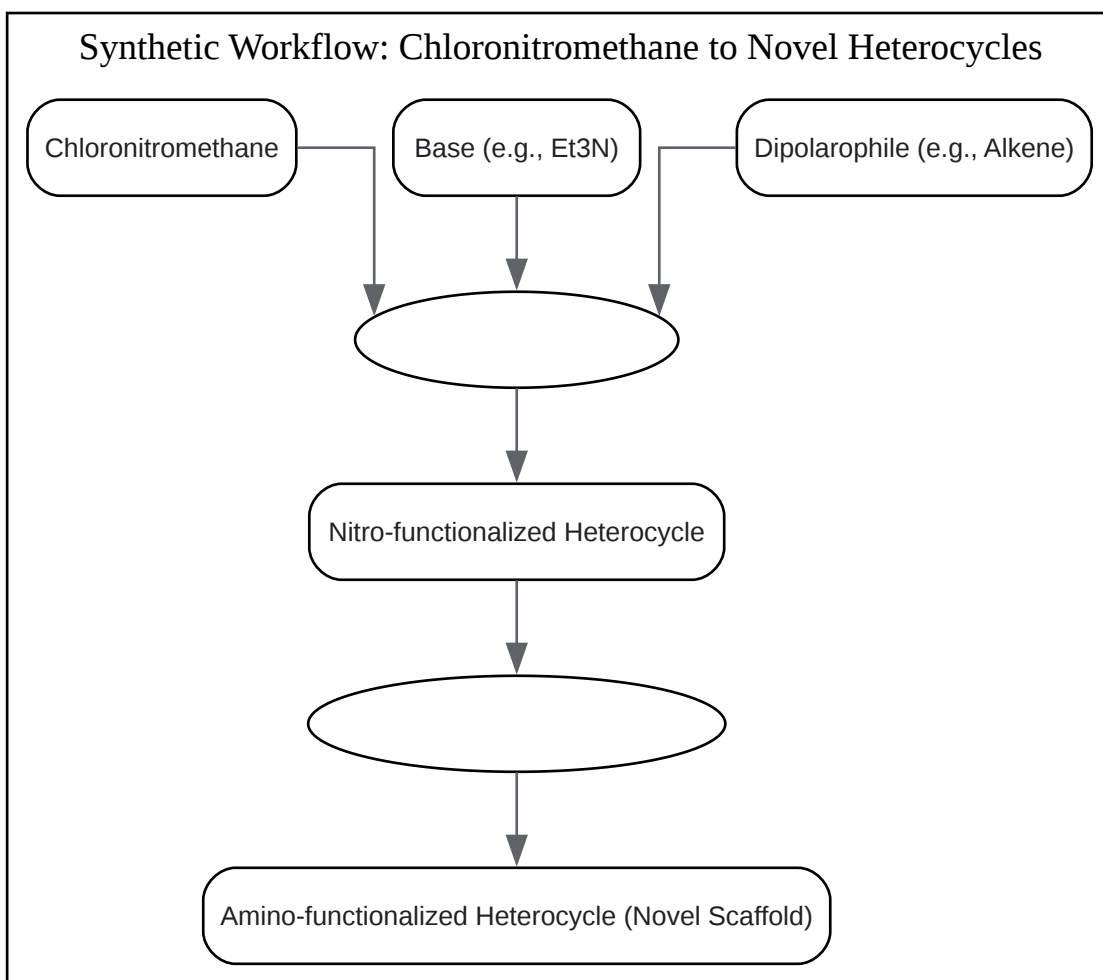 Synthetic Workflow: Chloronitromethane to Novel Heterocycles
Chloronitromethane
Base (e.g., Et3N)
Dipolarophile (e.g., Alkene)
Nitro-functionalized Heterocycle
Amino-functionalized Heterocycle (Novel Scaffold)